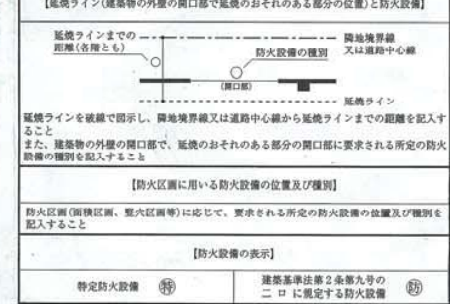 【延焼ライン(建築物の外壁の開口部で延焼のおそれのある部分の位置)と防火設備】
延焼ラインまでの
距離(各階とも)
隣地境界線
又は道路中心線
防火設備の種別
(開口部)
延焼ライン
延焼ラインを破線で図示し、隣地境界線又は道路中心線から延焼ラインまでの距離を記入す
ること
また、建築物の外壁の開口部で、延焼のおそれのある部分の開口部に要求される所定の防火
設備の種別を記入すること
【防火区画に用いる防火設備の位置及び種別】
防火区画(面積区画、竪穴区画等)に応じて、要求される所定の防火設備の位置及び種別を
記入すること
【防火設備の表示】
特定防火設備 ㊕
建築基準法第2条第九号の
二 ロ に規定する防火設備 防